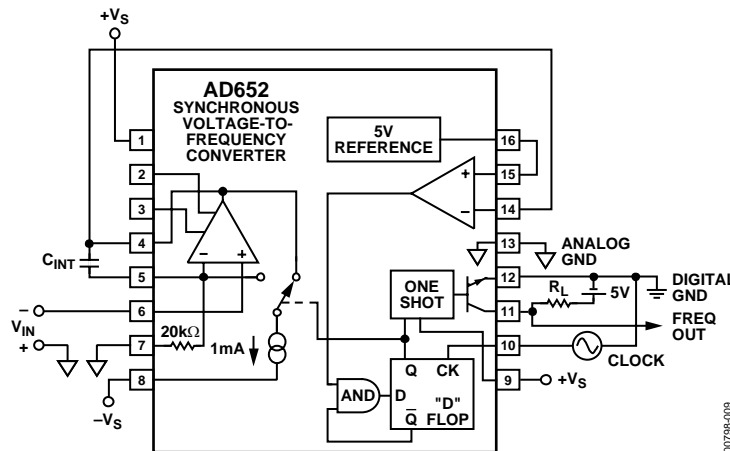 +VS
AD652
SYNCHRONOUS
VOLTAGE-TO-
FREQUENCY
CONVERTER
5V
REFERENCE
1
2
3
4
5
6
7
8
16
15
14
13
12
11
10
9
+
–
CINT
–
+
ANALOG
GND
ONE
SHOT
RL
5V
DIGITAL
GND
FREQ
OUT
–
VIN
+
20kΩ
1mA
CLOCK
+VS
–VS
AND
D
Q
CK
"D"
FLOP
Q̅
00798-009